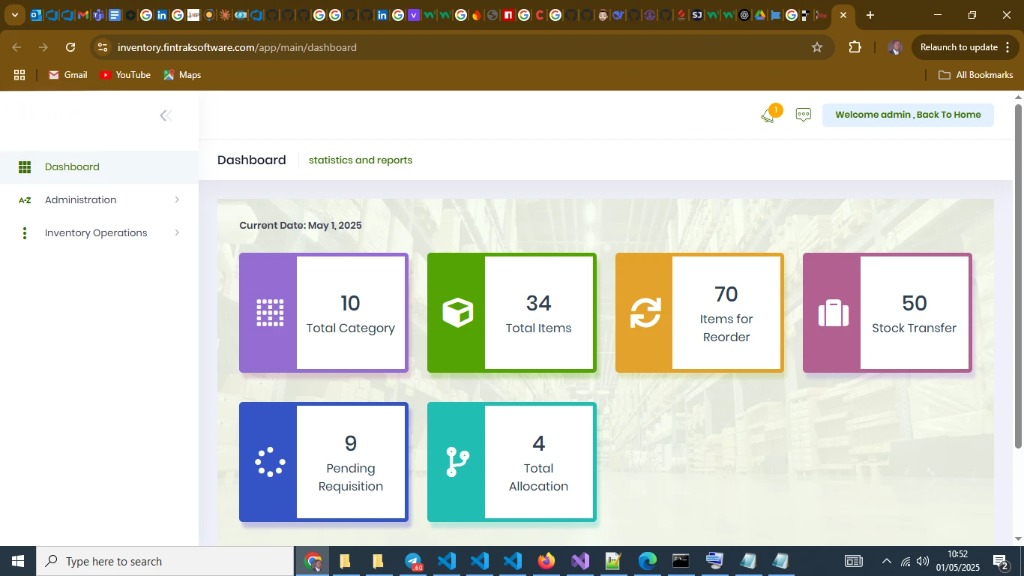 inventory.fintraksoftware.com/app/main/dashboard
Relaunch to update
Gmail
YouTube
Maps
All Bookmarks
1
Welcome admin , Back To Home
Dashboard
Administration
Inventory Operations
Dashboard
statistics and reports
Current Date: May 1, 2025
10
Total Category
34
Total Items
70
Items for
Reorder
50
Stock Transfer
9
Pending
Requisition
4
Total
Allocation
Type here to search
10:52
01/05/2025
2